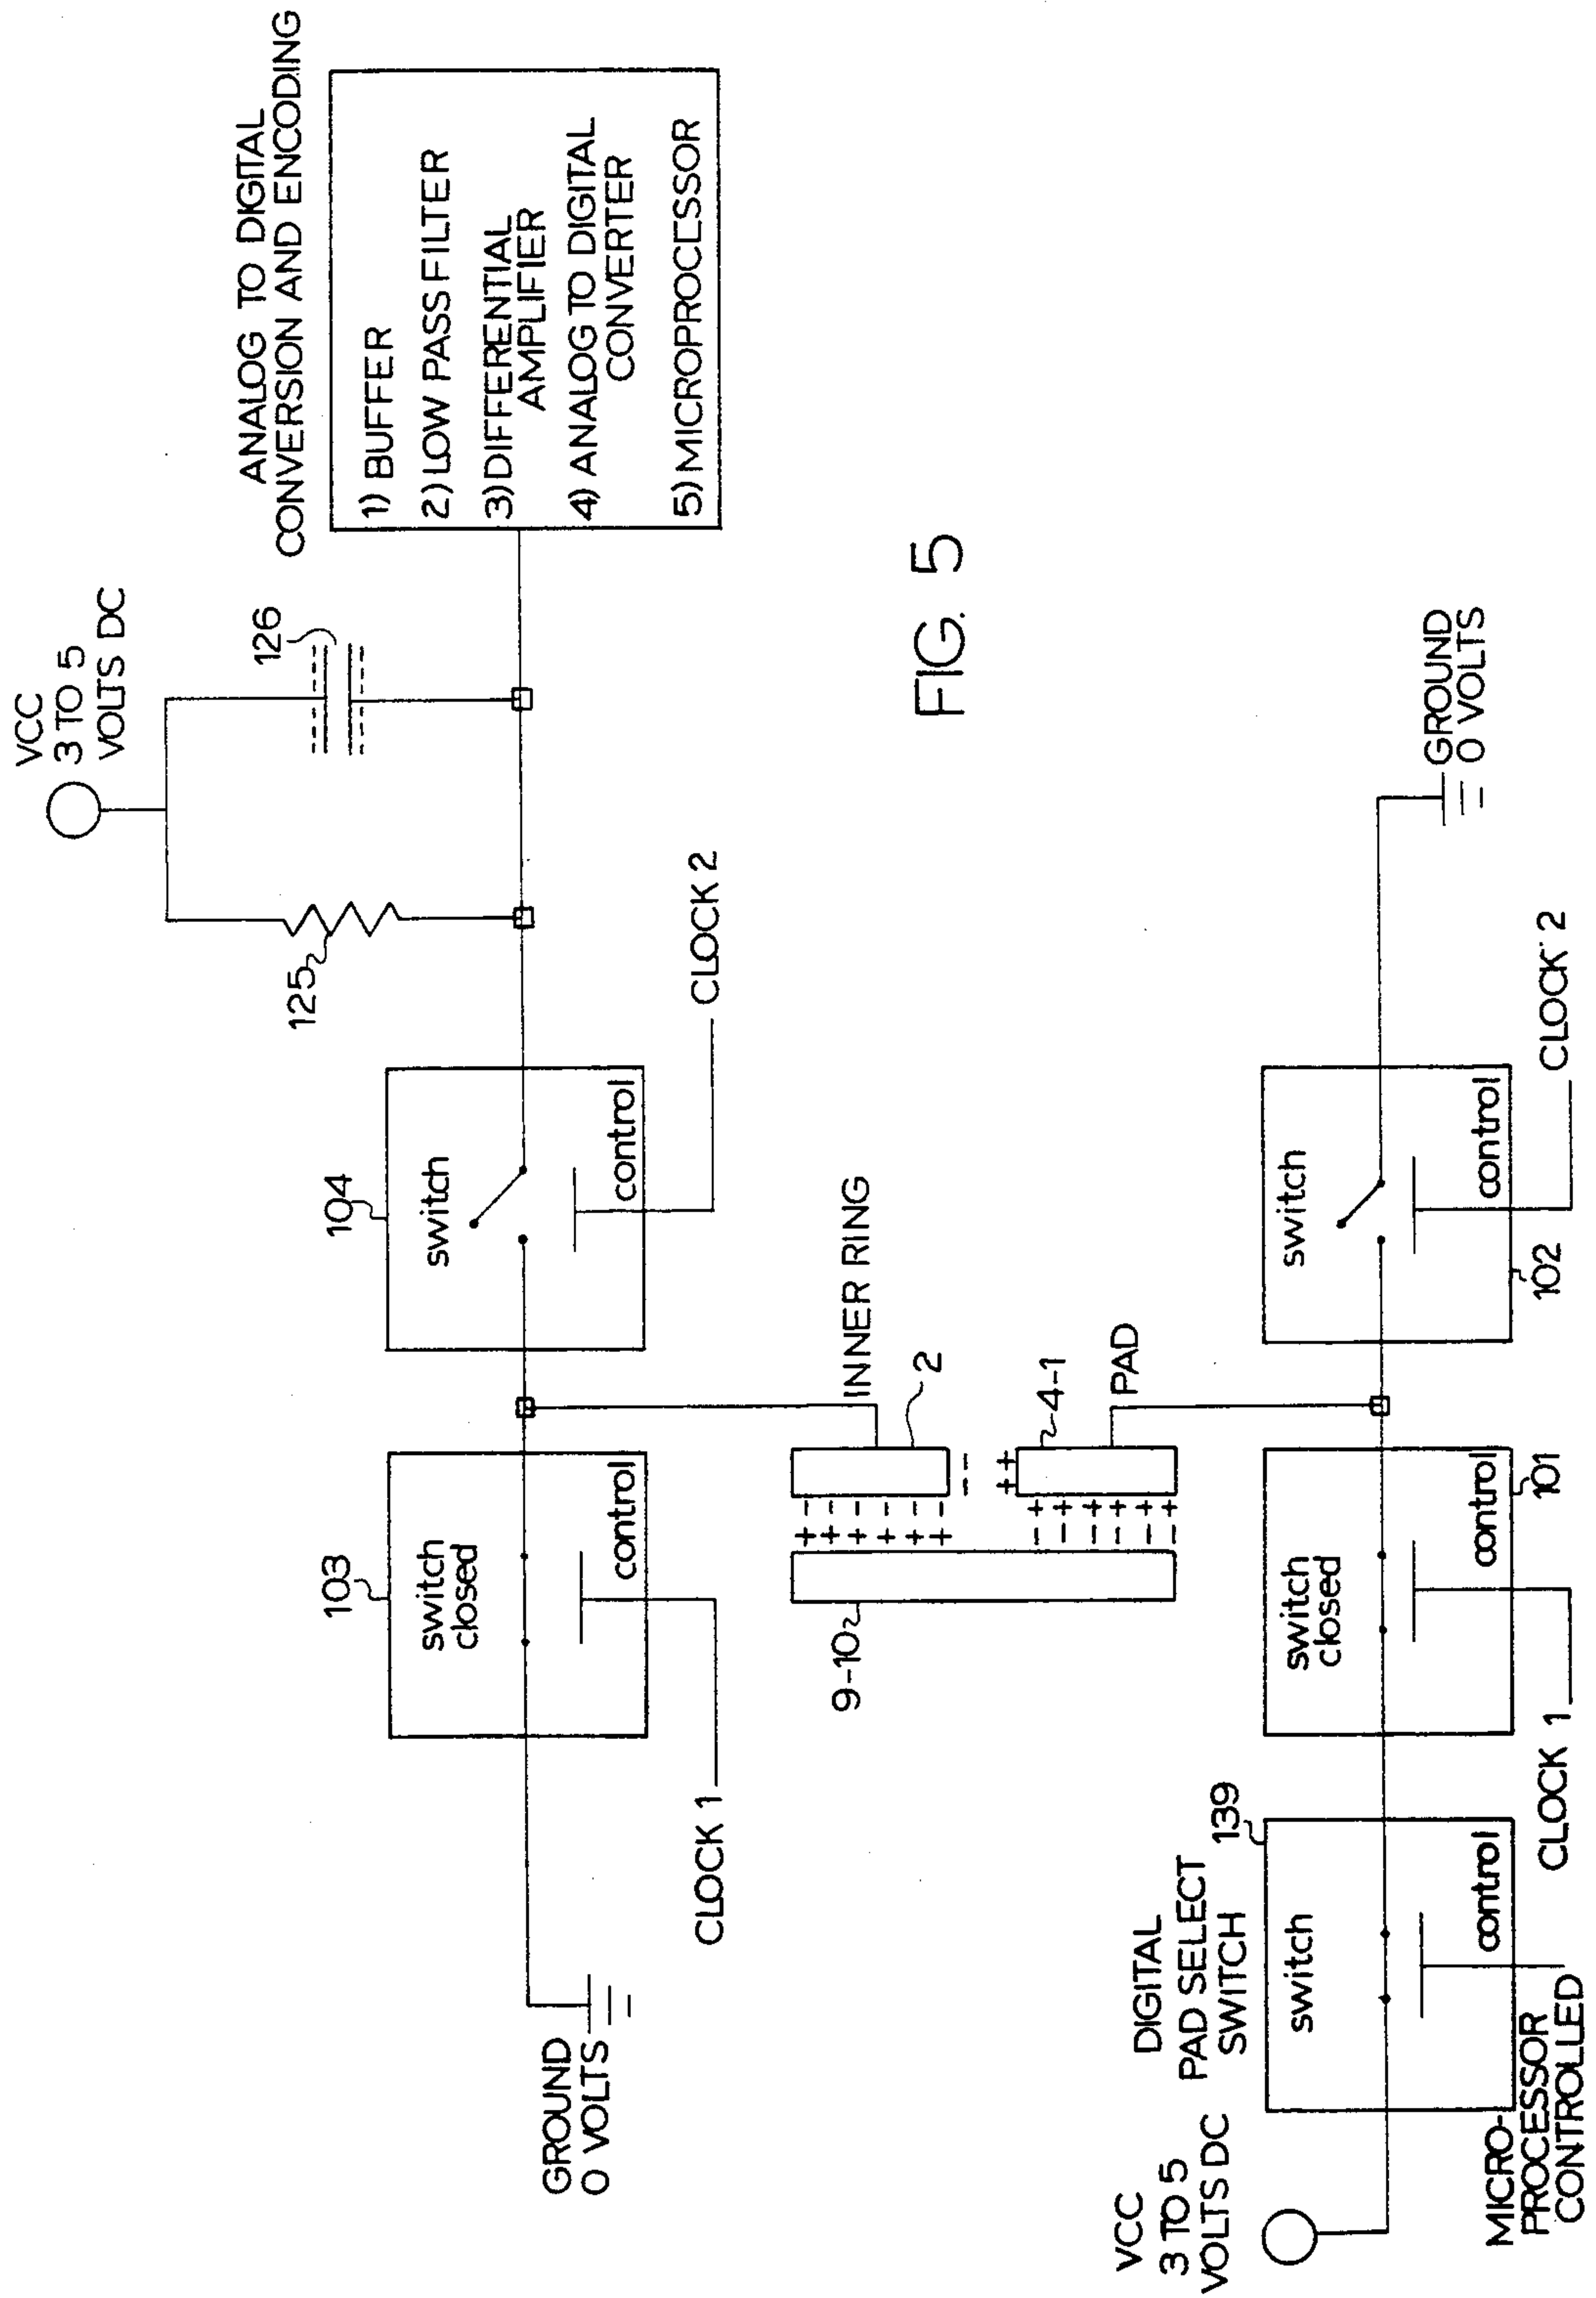 VCC
3 TO 5
VOLTS DC
ANALOG TO DIGITAL
CONVERSION AND ENCODING
126
125
1) BUFFER
2) LOW PASS FILTER
3) DIFFERENTIAL
AMPLIFIER
4) ANALOG TO DIGITAL
CONVERTER
5) MICROPROCESSOR
103
switch
closed
control
CLOCK 1
GROUND
0 VOLTS
104
switch
control
CLOCK 2
INNER RING
2
9-10
4-1
PAD
FIG. 5
VCC
3 TO 5
VOLTS DC
DIGITAL
PAD SELECT
SWITCH
139
switch
control
MICRO-
PROCESSOR
CONTROLLED
switch
closed
control
101
CLOCK 1
switch
control
102
CLOCK 2
GROUND
0 VOLTS